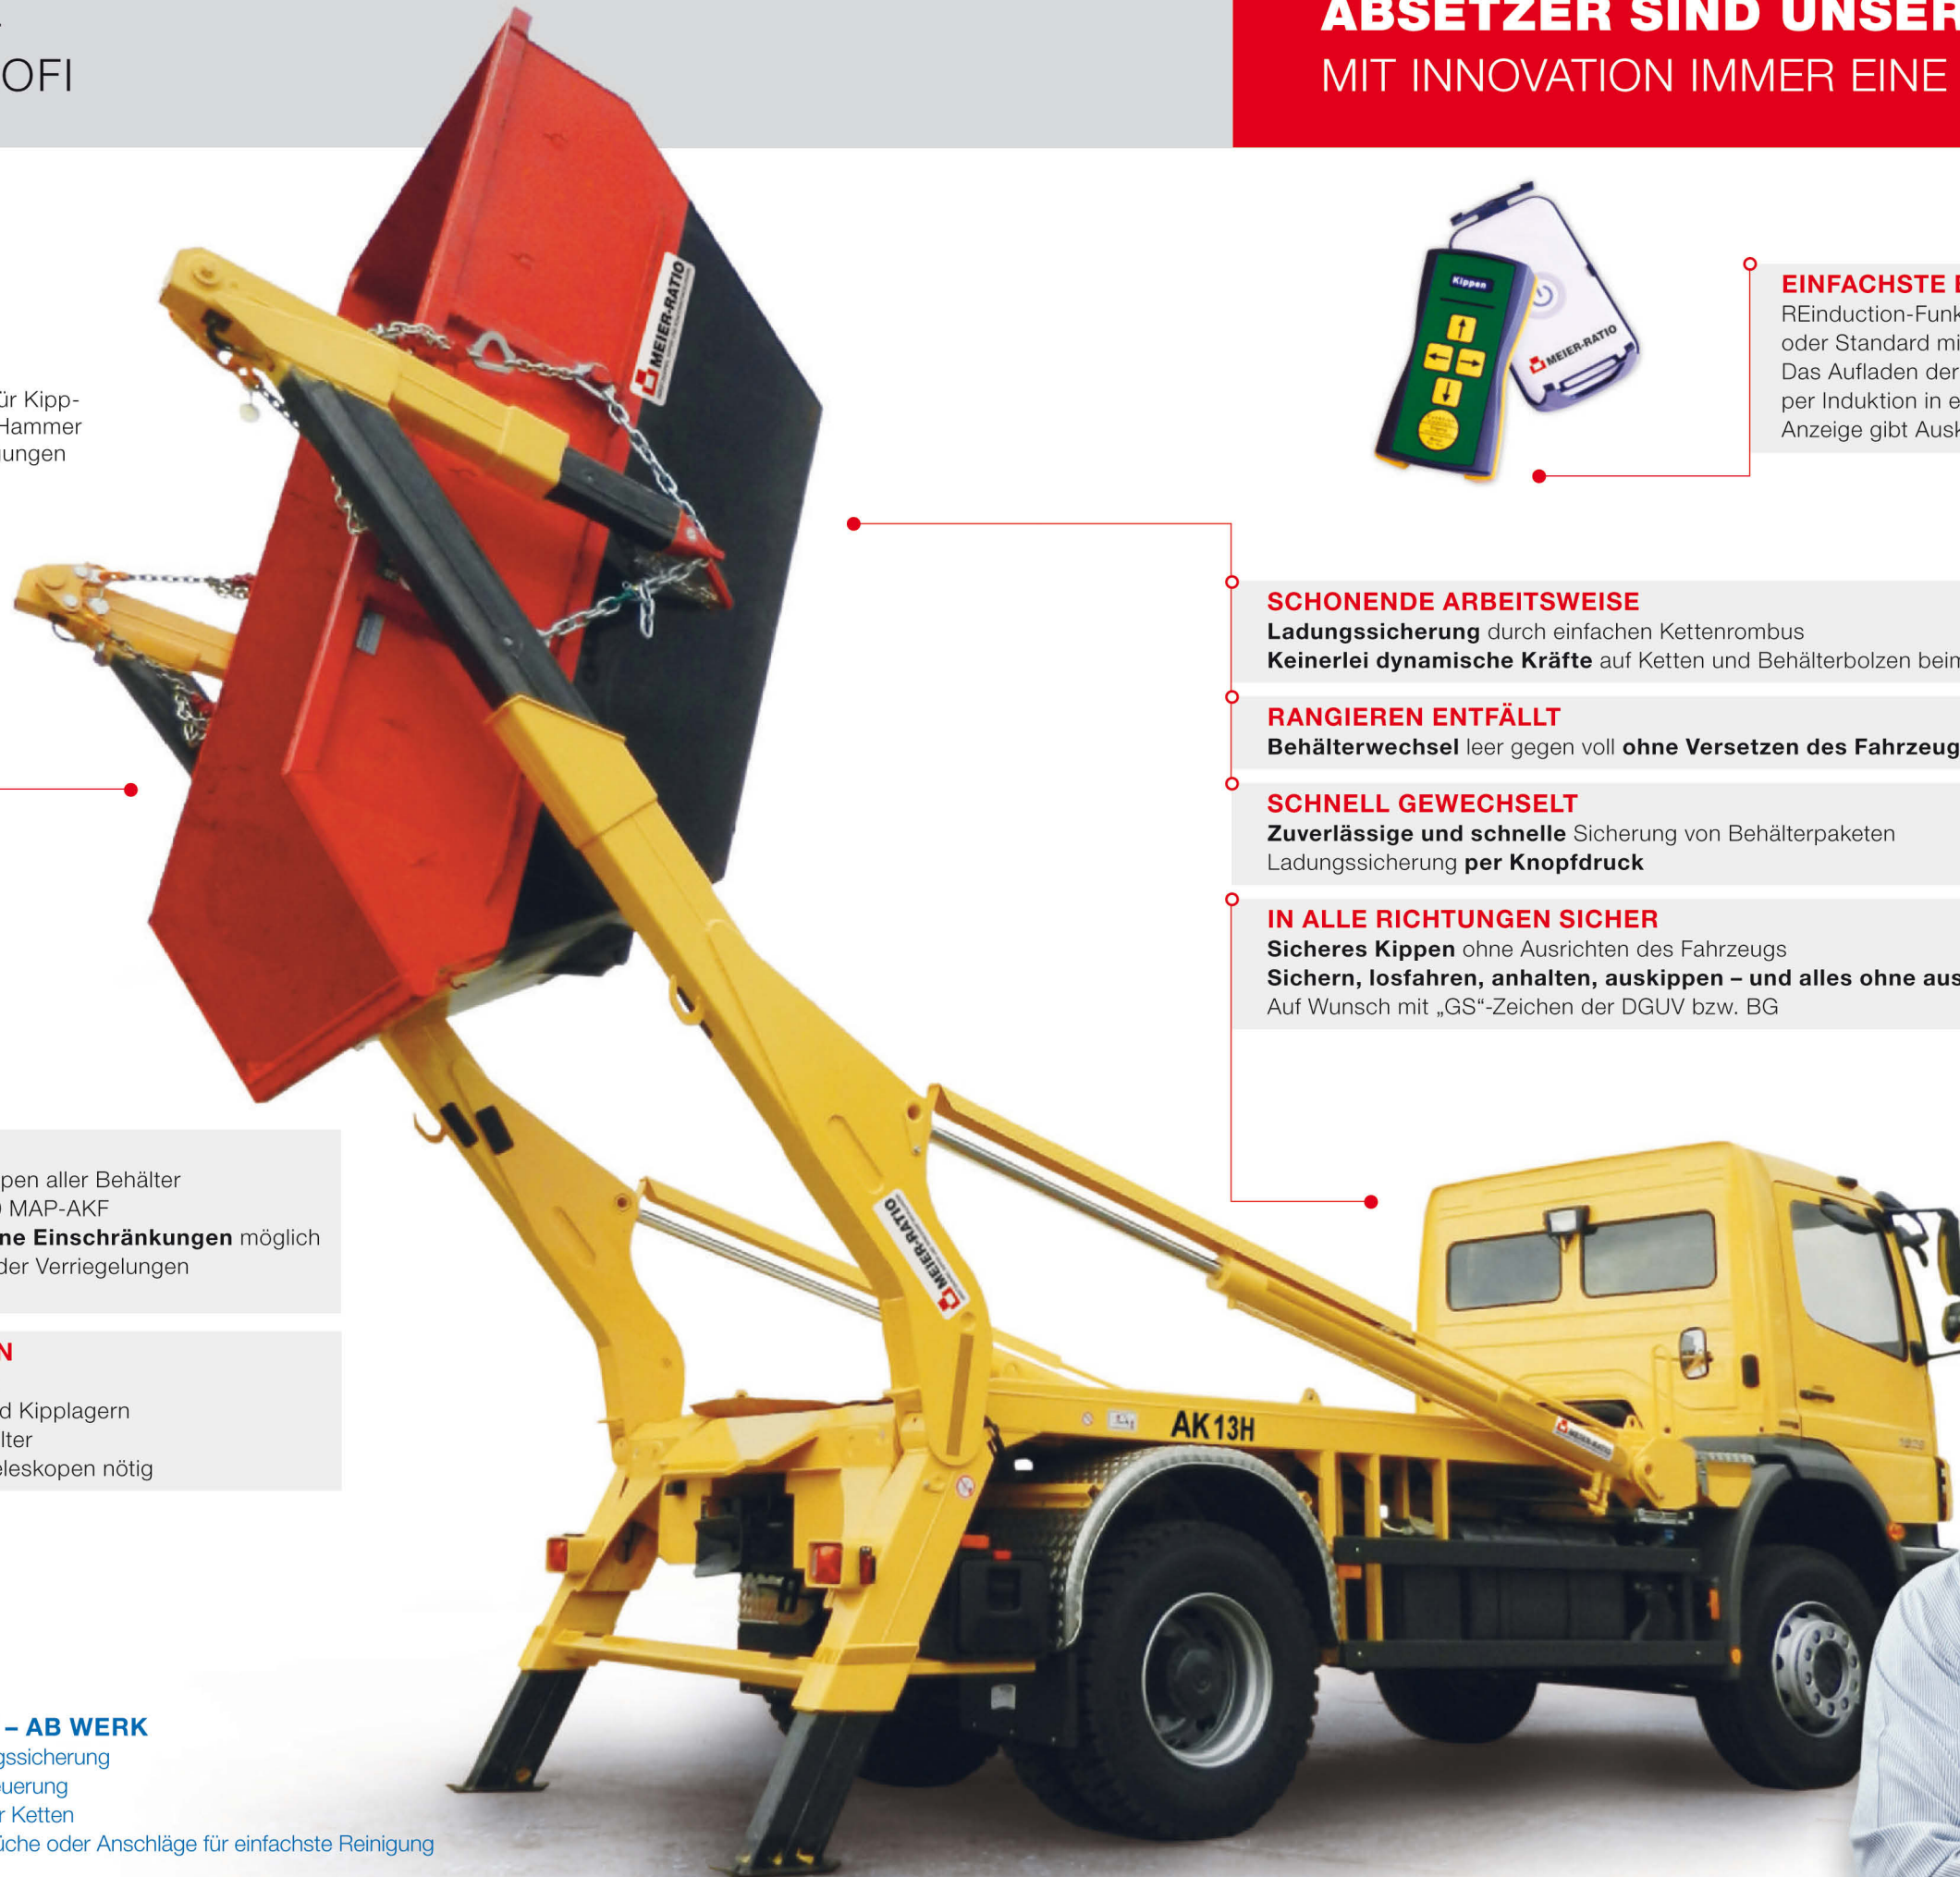 OFI
ABSETZER SIND UNSER
MIT INNOVATION IMMER EINE
ür Kipp-
Hammer
ungen
MEIER-RATIO
Kippen
MEIER-RATIO
EINFACHSTE
REinduction-Funk
oder Standard mi
Das Aufladen der
per Induktion in e
Anzeige gibt Ausk
SCHONENDE ARBEITSWEISE
Ladungssicherung durch einfachen Kettenrombus
Keinerlei dynamische Kräfte auf Ketten und Behälterbolzen beim
RANGIEREN ENTFÄLLT
Behälterwechsel leer gegen voll ohne Versetzen des Fahrzeug
SCHNELL GEWECHSELT
Zuverlässige und schnelle Sicherung von Behälterpaketen
Ladungssicherung per Knopfdruck
IN ALLE RICHTUNGEN SICHER
Sicheres Kippen ohne Ausrichten des Fahrzeugs
Sichern, losfahren, anhalten, auskippen – und alles ohne aus
Auf Wunsch mit „GS“-Zeichen der DGUV bzw. BG
pen aller Behälter
MAP-AKF
ne Einschränkungen möglich
der Verriegelungen
N
d Kipplagern
lter
eleskopen nötig
MEIER-RATIO
AK13H
MEIER-RATIO
– AB WERK
gssicherung
euerung
r Ketten
üche oder Anschläge für einfachste Reinigung